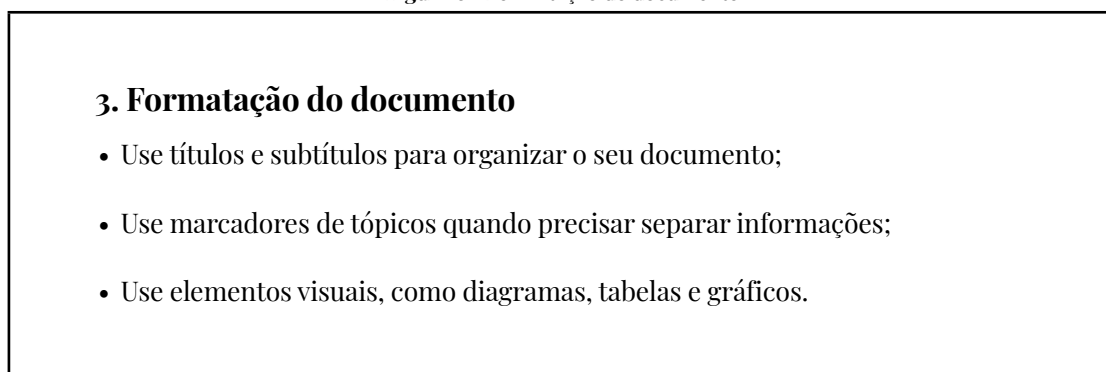 3. Formatação do documento
• Use títulos e subtítulos para organizar o seu documento;
• Use marcadores de tópicos quando precisar separar informações;
• Use elementos visuais, como diagramas, tabelas e gráficos.